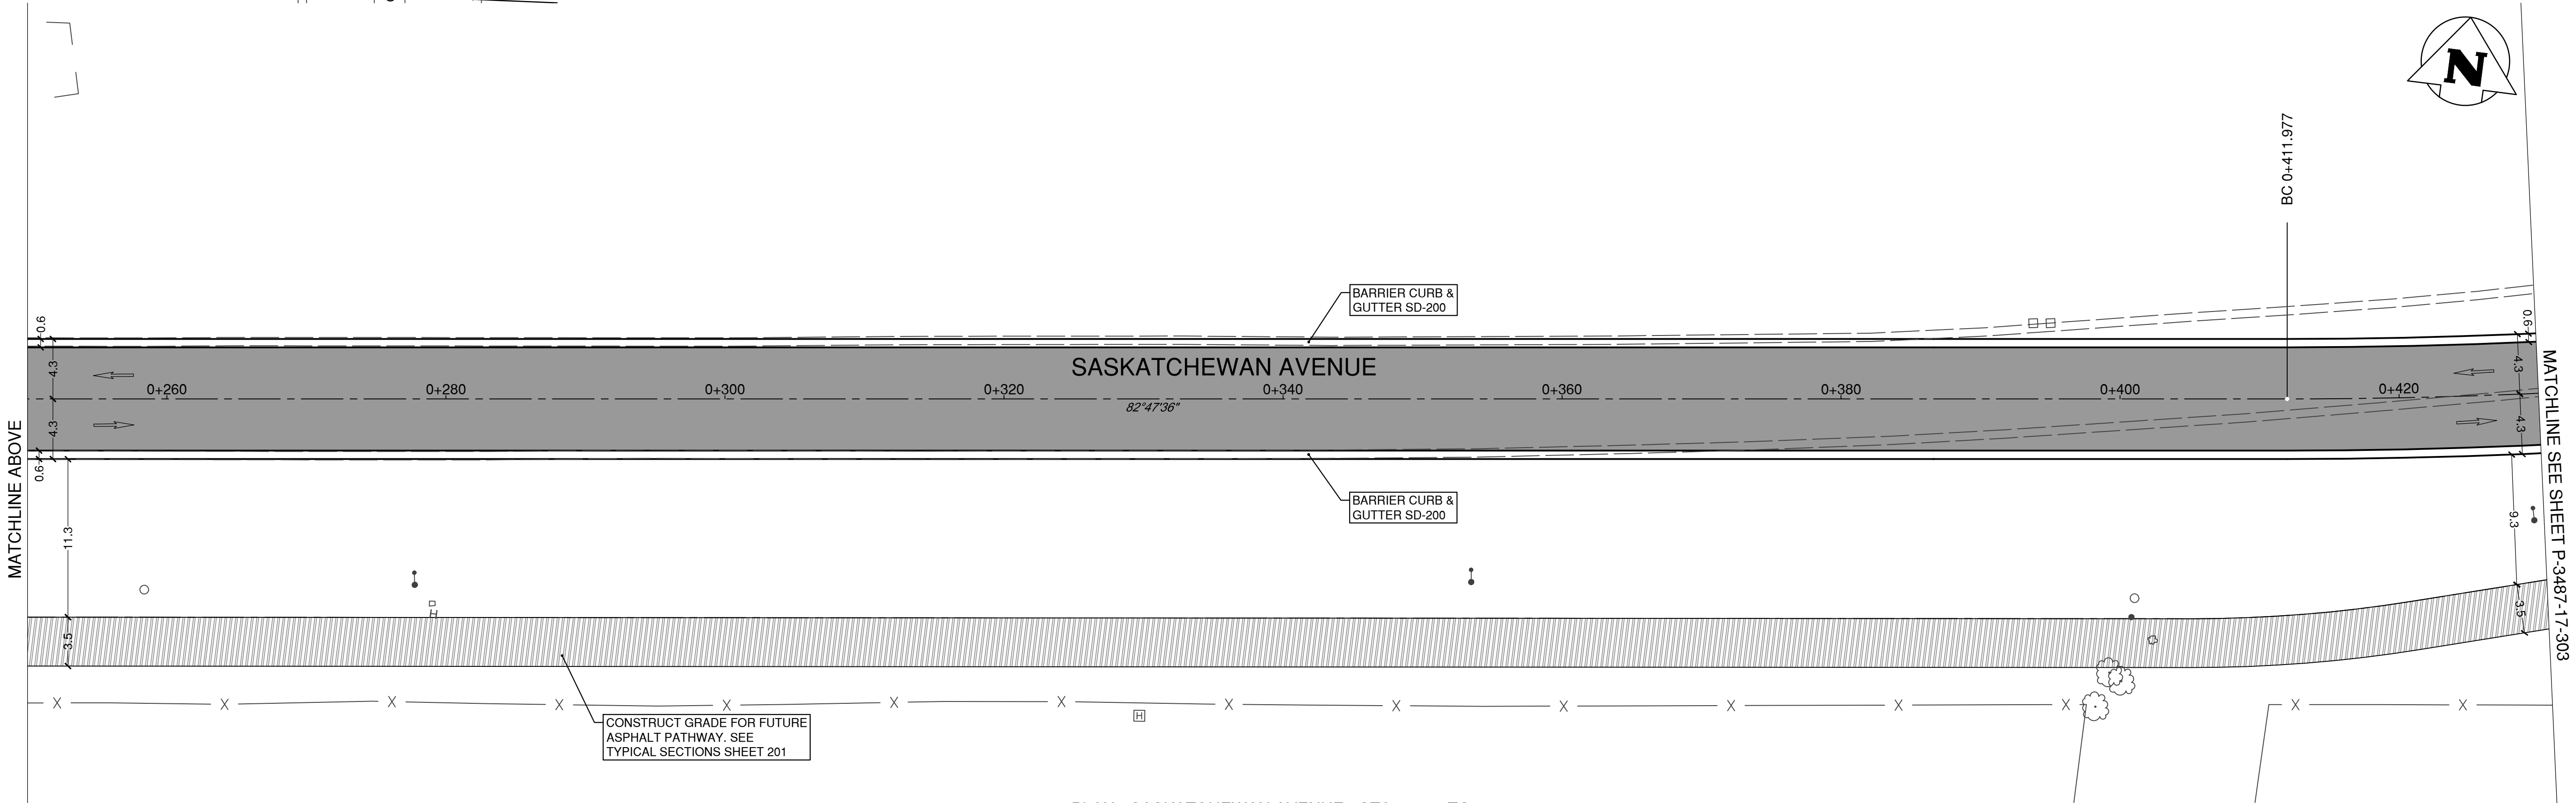 N
BC 0+411.977
BARRIER CURB &
GUTTER SD-200
0.6
0.6
4.3
4.3
SASKATCHEWAN AVENUE
0+260
0+280
0+300
0+320
0+340
0+360
0+380
0+400
0+420
82°47'36"
4.3
4.3
0.6
MATCHLINE ABOVE
MATCHLINE SEE SHEET P-3487-17-303
BARRIER CURB &
GUTTER SD-200
11.3
9.3
H
3.5
3.5
X X X X X X X X X X X X X X X
H
CONSTRUCT GRADE FOR FUTURE
ASPHALT PATHWAY. SEE
TYPICAL SECTIONS SHEET 201